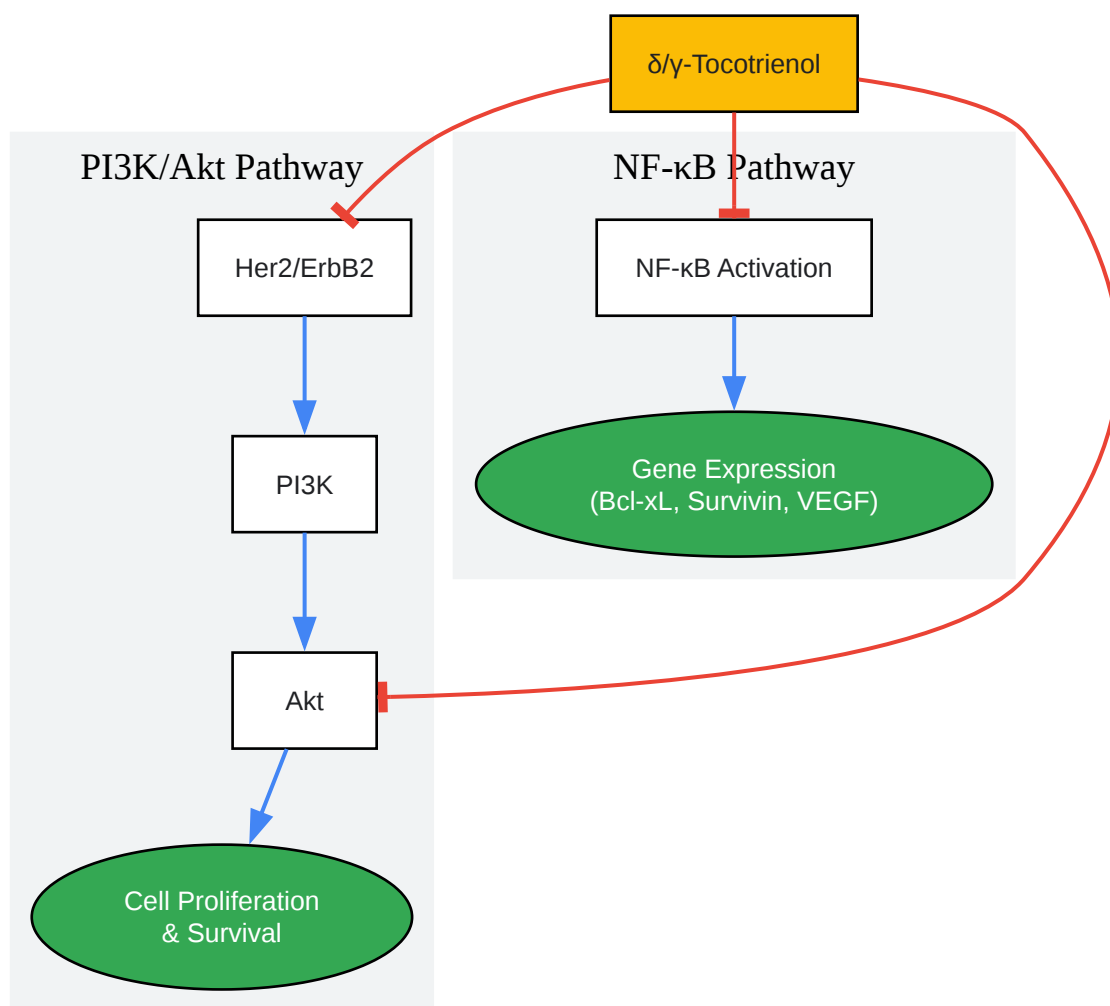 δ/γ-Tocotrienol
PI3K/Akt Pathway
NF-κB Pathway
Her2/ErbB2
NF-κB Activation
PI3K
Gene Expression
(Bcl-xL, Survivin, VEGF)
Akt
Cell Proliferation
& Survival